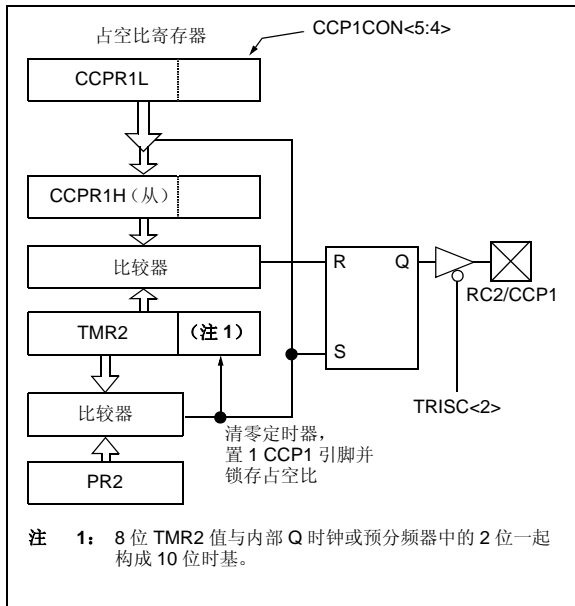 占空比寄存器
CCP1CON<5:4>
CCPR1L
CCPR1H（从）
比较器
R
Q
RC2/CCP1
TMR2
（注 1）
S
TRISC<2>
比较器
清零定时器，
置 1 CCP1 引脚并
锁存占空比
PR2
注 1： 8 位 TMR2 值与内部 Q 时钟或预分频器中的 2 位一起
构成 10 位时基。